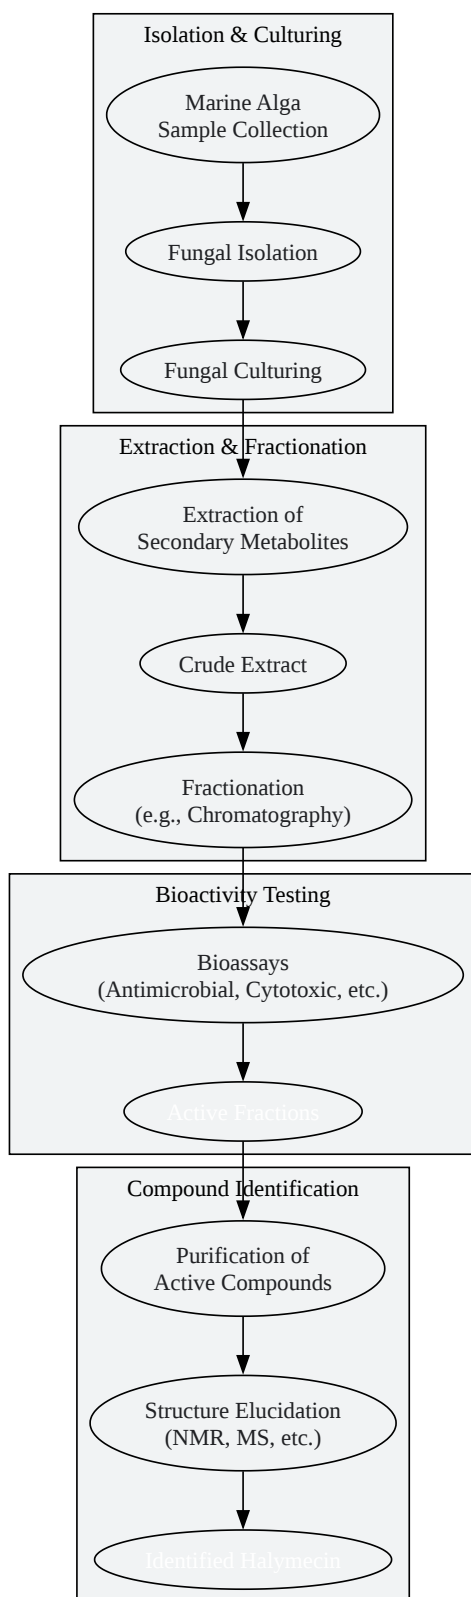 Isolation & Culturing
Marine Alga
Sample Collection
Fungal Isolation
Fungal Culturing
Extraction & Fractionation
Extraction of
Secondary Metabolites
Crude Extract
Fractionation
(e.g., Chromatography)
Bioactivity Testing
Bioassays
(Antimicrobial, Cytotoxic, etc.)
Active Fractions
Compound Identification
Purification of
Active Compounds
Structure Elucidation
(NMR, MS, etc.)
Identified Halymecin